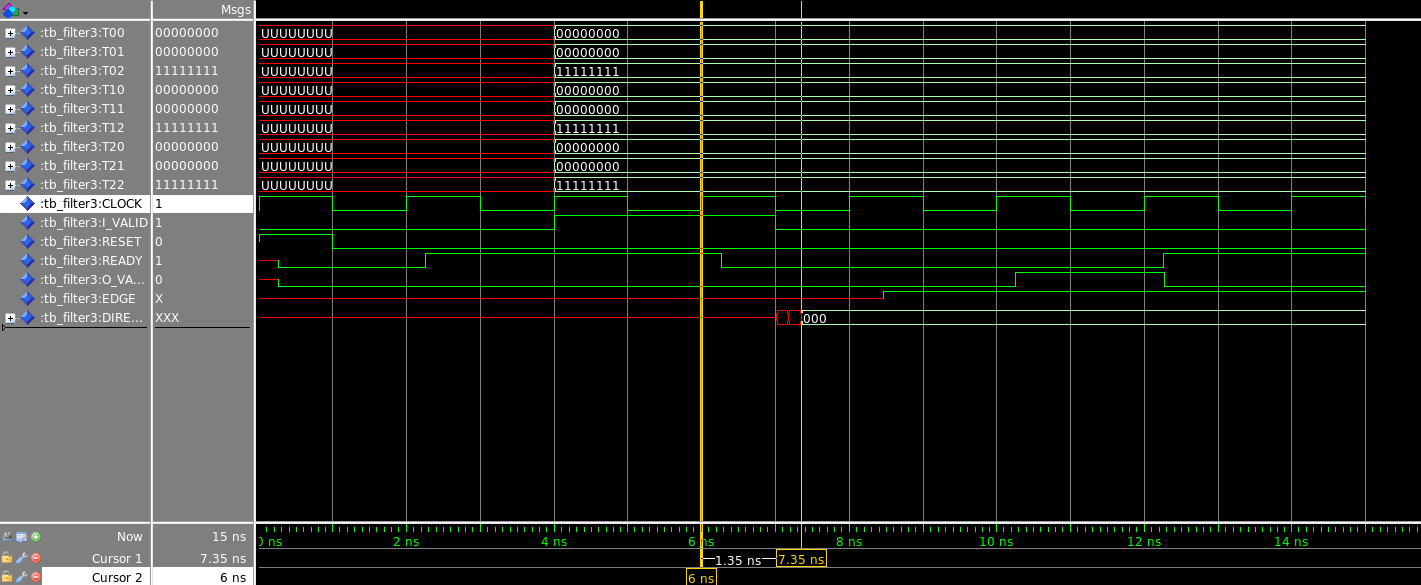 Msgs
:tb_filter3:T00 00000000 UUUUUUUU 00000000
:tb_filter3:T01 00000000 UUUUUUUU 00000000
:tb_filter3:T02 11111111 UUUUUUUU 11111111
:tb_filter3:T10 00000000 UUUUUUUU 00000000
:tb_filter3:T11 00000000 UUUUUUUU 00000000
:tb_filter3:T12 11111111 UUUUUUUU 11111111
:tb_filter3:T20 00000000 UUUUUUUU 00000000
:tb_filter3:T21 00000000 UUUUUUUU 00000000
:tb_filter3:T22 11111111 UUUUUUUU 11111111
:tb_filter3:CLOCK 1
:tb_filter3:I_VALID 1
:tb_filter3:RESET 0
:tb_filter3:READY 1
:tb_filter3:O_VA... 0
:tb_filter3:EDGE X
:tb_filter3:DIRE... XXX 000
Now 15 ns 0 ns 2 ns 4 ns 6 ns 8 ns 10 ns 12 ns 14 ns
Cursor 1 7.35 ns 1.35 ns 7.35 ns
Cursor 2 6 ns 6 ns